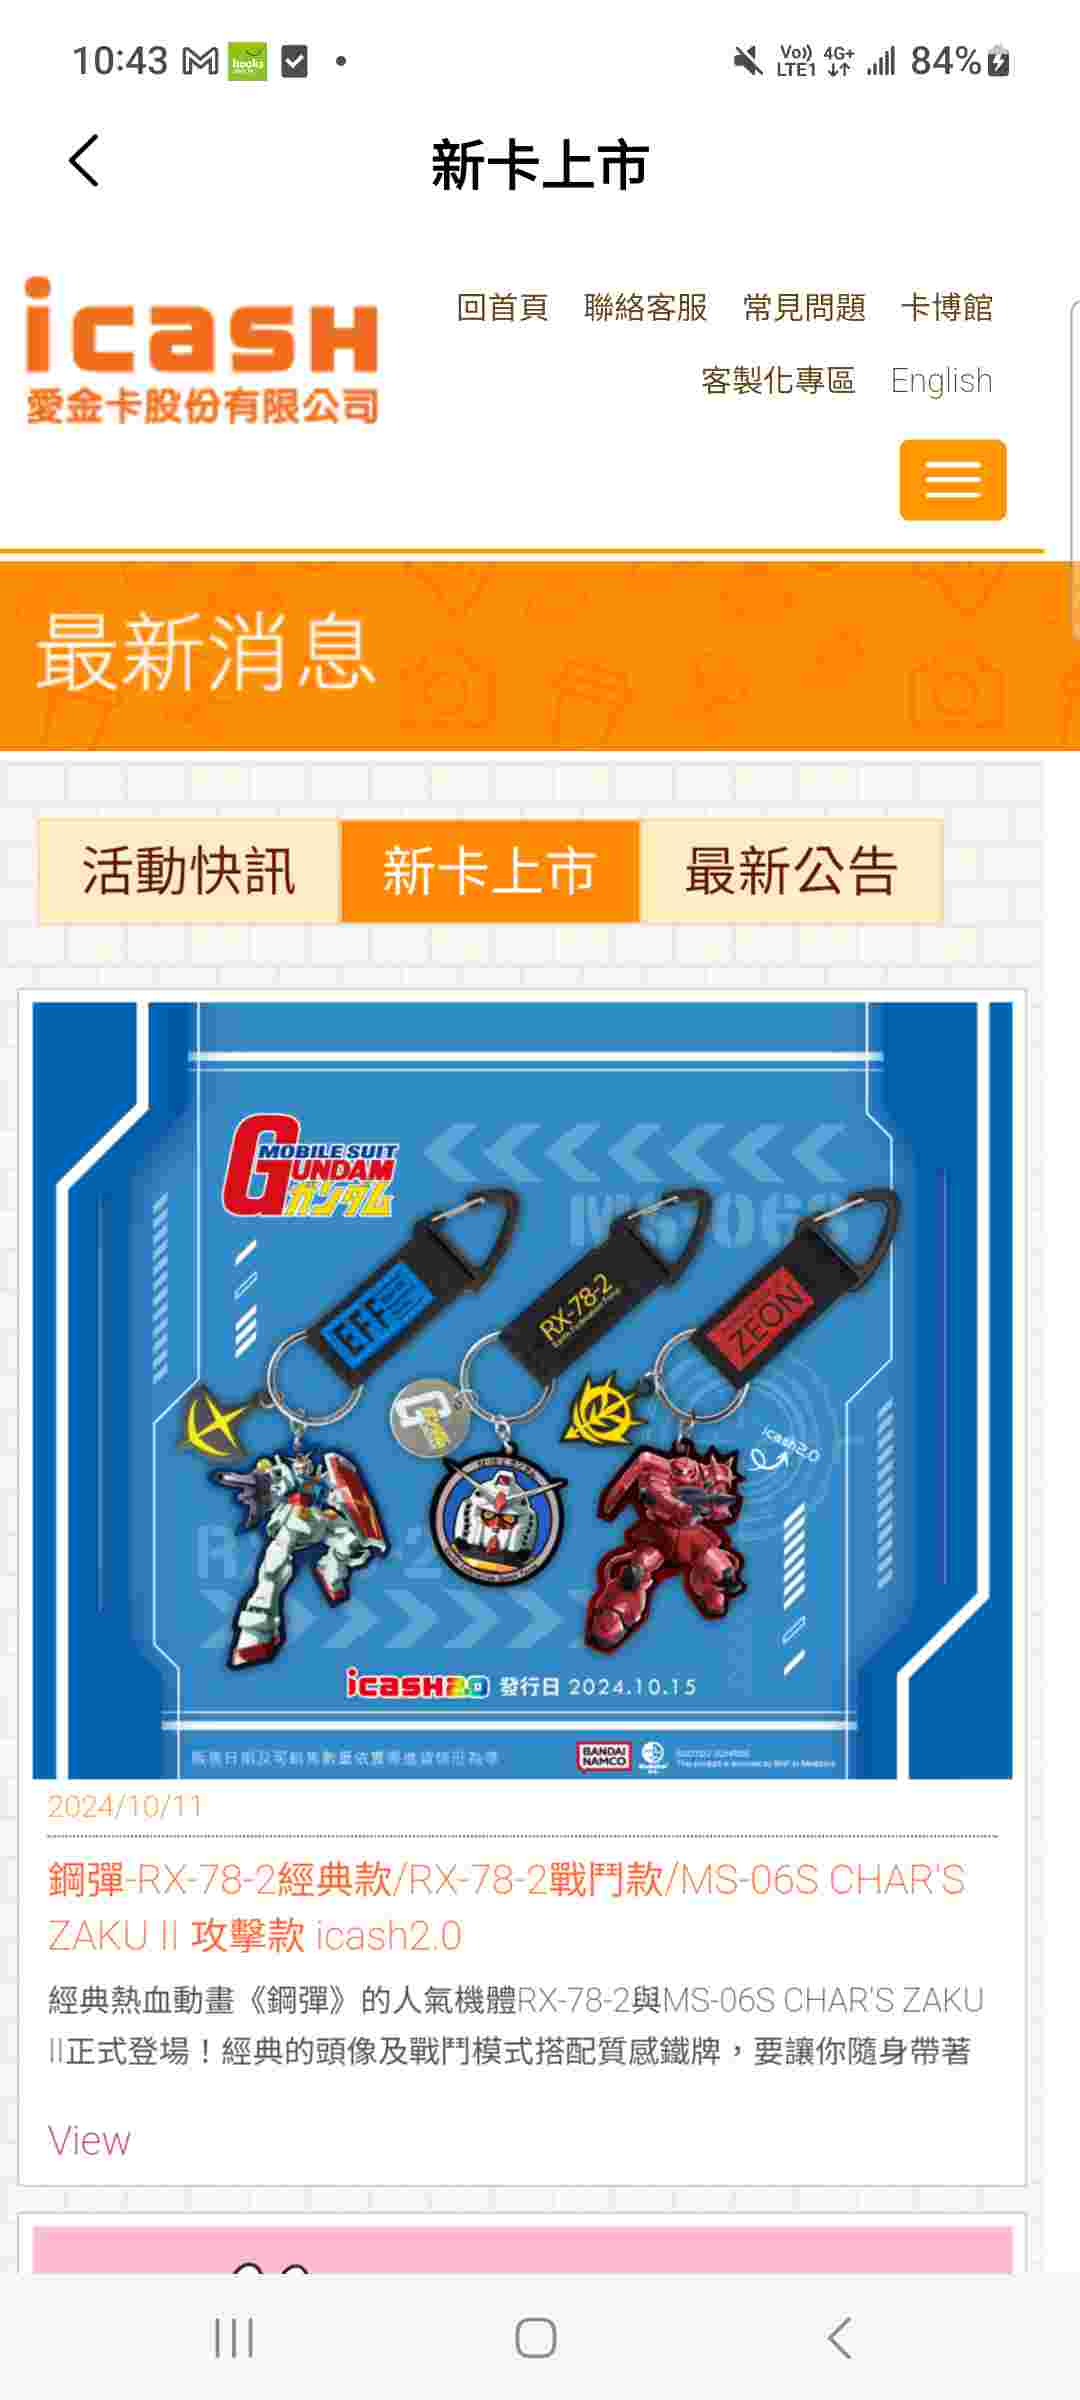 10:43
books
Vo))
LTE1
4G+
84%
新卡上市
icash
愛金卡股份有限公司
回首頁 聯絡客服 常見問題 卡博館
客製化專區 English
最新消息
活動快訊 新卡上市 最新公告
MOBILE SUIT
GUNDAM
ガンダム
MS-06S
EFF
RX-78-2
ZEON
icash2.0
icash2.0 發行日 2024.10.15
BANDAI
NAMCO
2024/10/11
鋼彈-RX-78-2經典款/RX-78-2戰鬥款/MS-06S CHAR'S
ZAKU II 攻擊款 icash2.0
經典熱血動畫《鋼彈》的人氣機體RX-78-2與MS-06S CHAR'S ZAKU
II正式登場！經典的頭像及戰鬥模式搭配質感鐵牌，要讓你隨身帶著
View